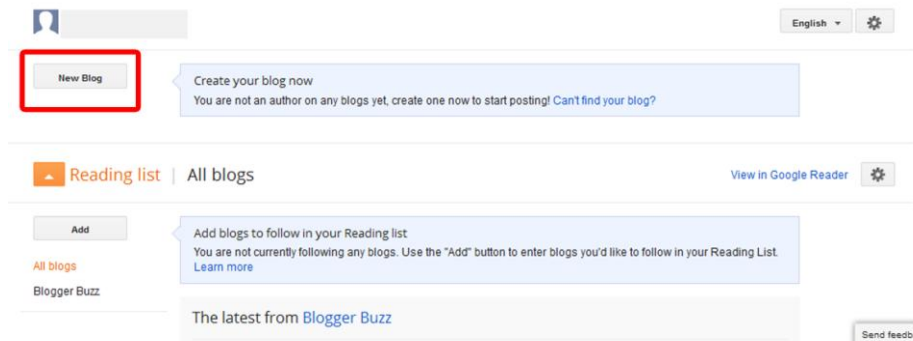 English
New Blog
Create your blog now
You are not an author on any blogs yet, create one now to start posting! Can't find your blog?
Reading list | All blogs
View in Google Reader
Add
Add blogs to follow in your Reading list
You are not currently following any blogs. Use the "Add" button to enter blogs you'd like to follow in your Reading List.
Learn more
All blogs
Blogger Buzz
The latest from Blogger Buzz
Send feedb